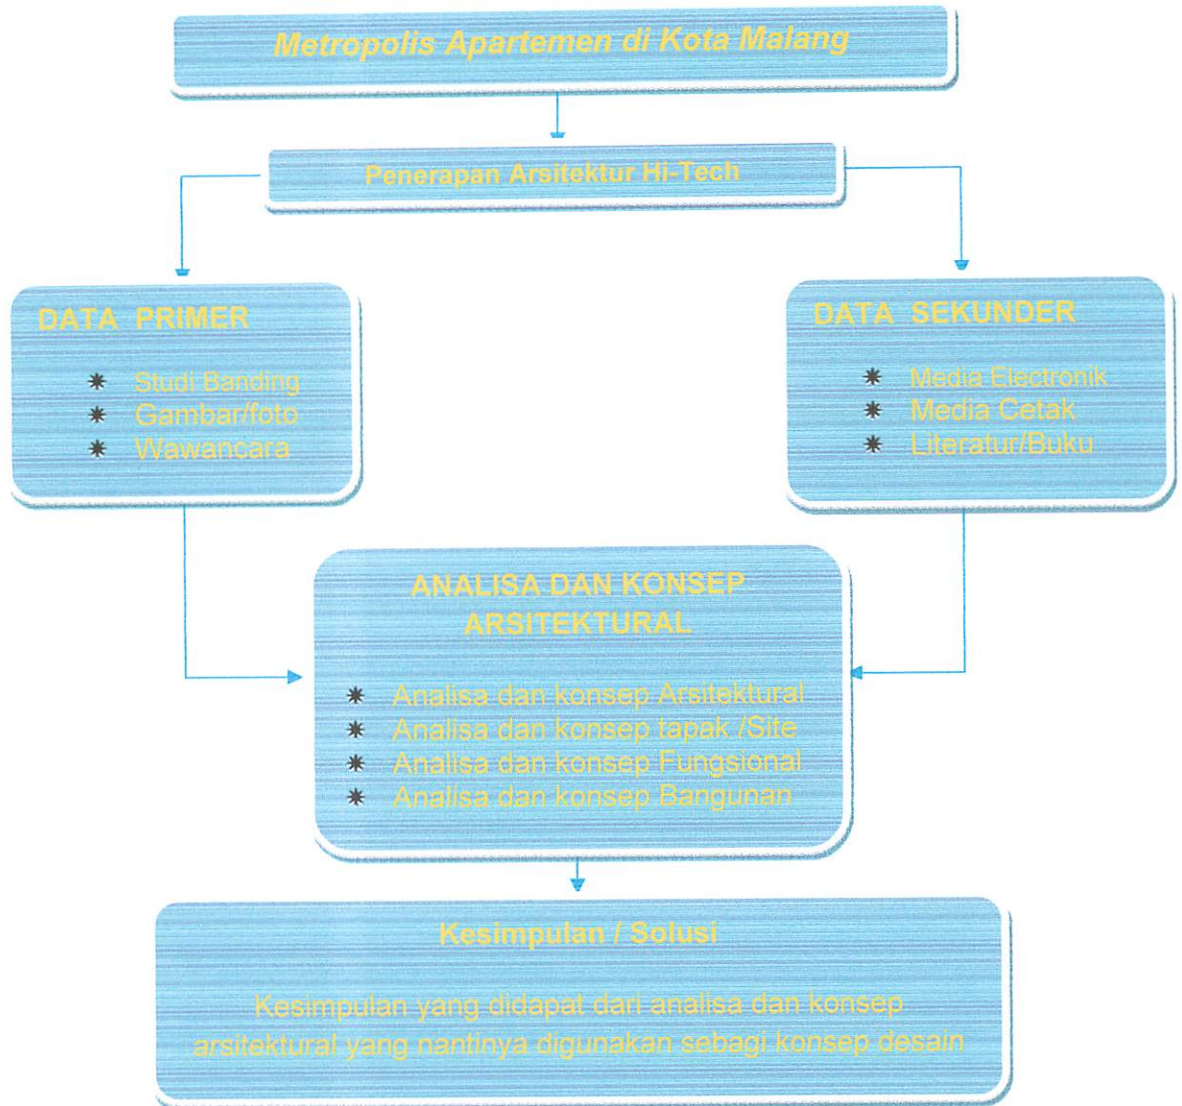 Metropolis Apartemen di Kota Malang
Penerapan Arsitektur Hi-Tech
DATA PRIMER
Studi Banding
Gambar/foto
Wawancara
DATA SEKUNDER
Media Electronik
Media Cetak
Literatur/Buku
ANALISA DAN KONSEP
ARSITEKTURAL
Analisa dan konsep Arsitektural
Analisa dan konsep tapak /Site
Analisa dan konsep Fungsional
Analisa dan konsep Bangunan
Kesimpulan / Solusi
Kesimpulan yang didapat dari analisa dan konsep
arsitektural yang nantinya digunakan sebagi konsep desain